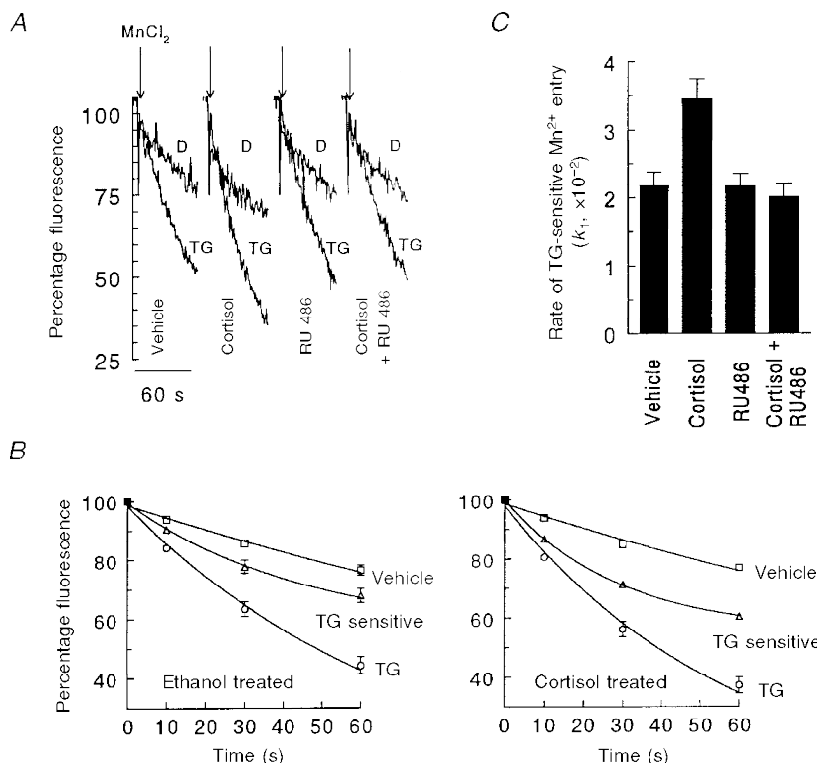 A
MnCl2
Percentage fluorescence
100
75
50
25
D
TG
Vehicle
D
TG
Cortisol
D
TG
RU 486
D
TG
Cortisol
+ RU 486
60 s
C
Rate of TG-sensitive Mn2+ entry
(k1, ×10−2)
4
3
2
1
0
Vehicle
Cortisol
RU486
Cortisol +
RU486
B
Percentage fluorescence
100
80
60
40
Vehicle
TG sensitive
TG
Ethanol treated
0 10 20 30 40 50 60
Time (s)
100
80
60
40
Vehicle
TG sensitive
TG
Cortisol treated
0 10 20 30 40 50 60
Time (s)